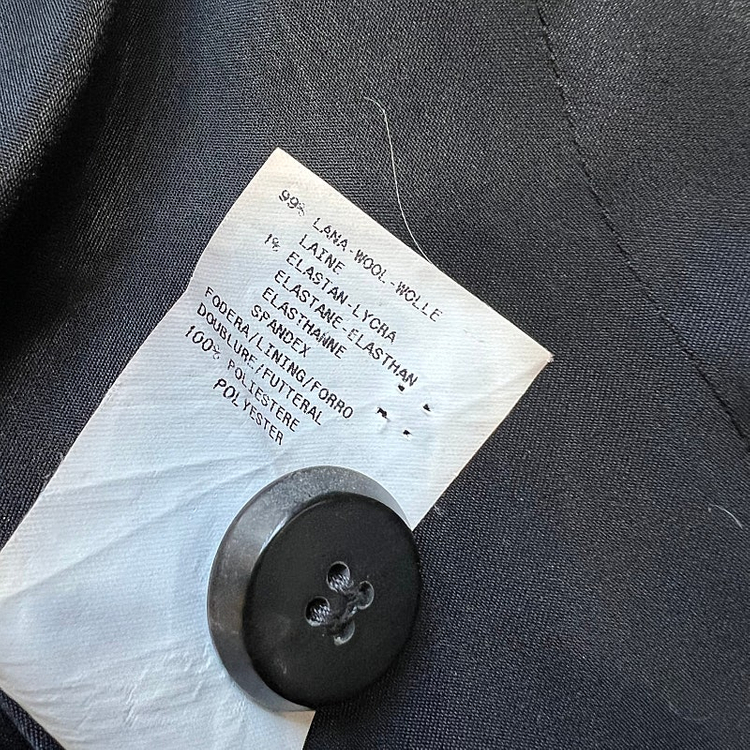 99% LANA-WOOL-WOLLE
LAINE
1% ELASTAN-LYCRA
ELASTANE-ELASTHAN
ELASTHANNE
SPANDEX
FODERA/LINING/FORRO
DOUBLURE/FUTTERAL
100% POLIESTERE
POLYESTER